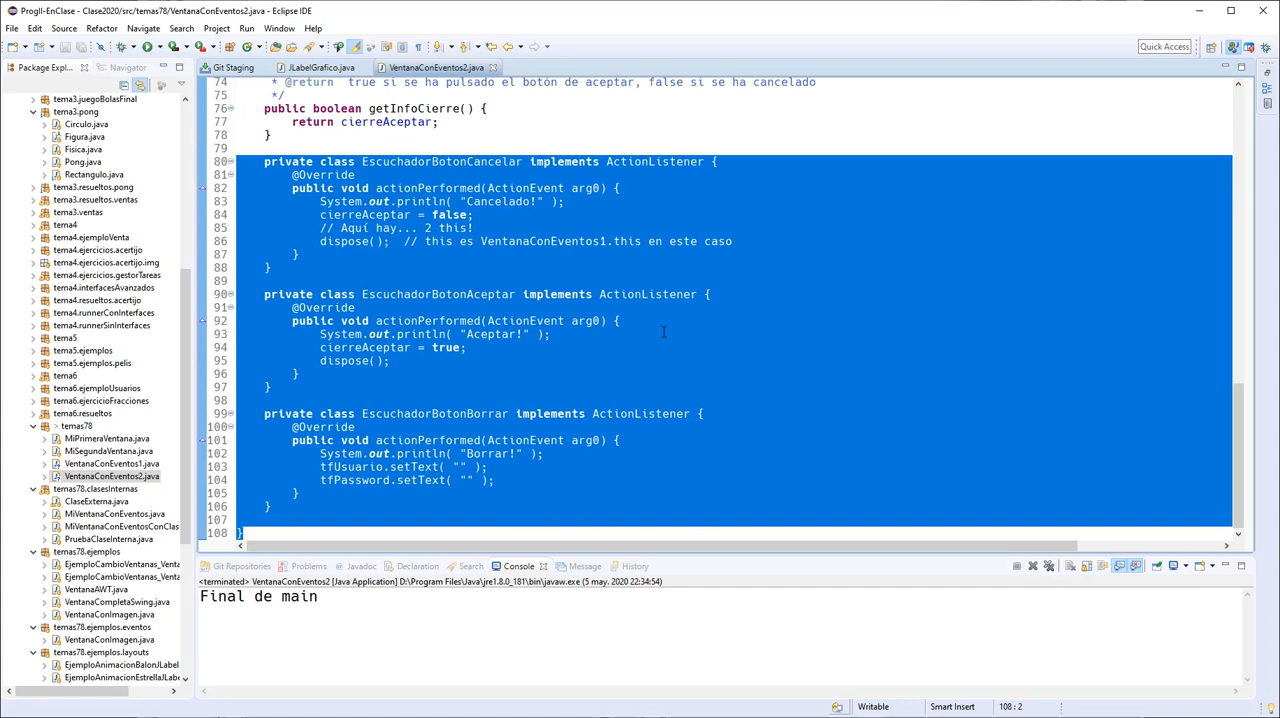 ProgII-EnClase - Clase2020/src/temas78/VentanaConEventos2.java - Eclipse IDE
File Edit Source Refactor Navigate Search Project Run Window Help
Quick Access
Package Expl... Navigator
tema3.juegoBolasFinal
tema3.pong
Circulo.java
Figura.java
Fisica.java
Pong.java
Rectangulo.java
tema3.resueltos.pong
tema3.resueltos.ventas
tema3.ventas
tema4
tema4.ejemploVenta
tema4.ejercicios.acertijo
tema4.ejercicios.acertijo.img
tema4.ejercicios.gestorTareas
tema4.interfacesAvanzados
tema4.resueltos.acertijo
tema4.runnerConInterfaces
tema4.runnerSinInterfaces
tema5
tema5.ejemplos
tema5.ejemplos.pelis
tema6
tema6.ejemploUsuarios
tema6.ejercicioFracciones
tema6.resueltos
> temas78
MiPrimeraVentana.java
MiSegundaVentana.java
VentanaConEventos1.java
VentanaConEventos2.java
temas78.clasesInternas
ClaseExterna.java
MiVentanaConEventos.java
MiVentanaConEventosConClas
PruebaClaseInterna.java
temas78.ejemplos
EjemploCambioVentanas_Venta
EjemploCambioVentanas_Venta
VentanaAWT.java
VentanaCompletaSwing.java
VentanaConImagen.java
temas78.ejemplos.eventos
VentanaConImagen.java
temas78.ejemplos.layouts
EjemploAnimacionBalonJLabel
EjemploAnimacionEstrellaJLabe
Git Staging JLabelGrafico.java VentanaConEventos2.java
74 * @return true si se ha pulsado el botón de aceptar, false si se ha cancelado
75 */
76 public boolean getInfoCierre() {
77 return cierreAceptar;
78 }
79
80 private class EscuchadorBotonCancelar implements ActionListener {
81 @Override
82 public void actionPerformed(ActionEvent arg0) {
83 System.out.println( "Cancelado!" );
84 cierreAceptar = false;
85 // Aquí hay... 2 this!
86 dispose(); // this es VentanaConEventos1.this en este caso
87 }
88 }
89
90 private class EscuchadorBotonAceptar implements ActionListener {
91 @Override
92 public void actionPerformed(ActionEvent arg0) {
93 System.out.println( "Aceptar!" );
94 cierreAceptar = true;
95 dispose();
96 }
97 }
98
99 private class EscuchadorBotonBorrar implements ActionListener {
100 @Override
101 public void actionPerformed(ActionEvent arg0) {
102 System.out.println( "Borrar!" );
103 tfUsuario.setText( "" );
104 tfPassword.setText( "" );
105 }
106 }
107
108 }
Git Repositories Problems Javadoc Declaration Search Console Message History
<terminated> VentanaConEventos2 [Java Application] D:\Program Files\Java\jre1.8.0_181\bin\javaw.exe (5 may. 2020 22:34:54)
Final de main
Writable Smart Insert 108 : 2